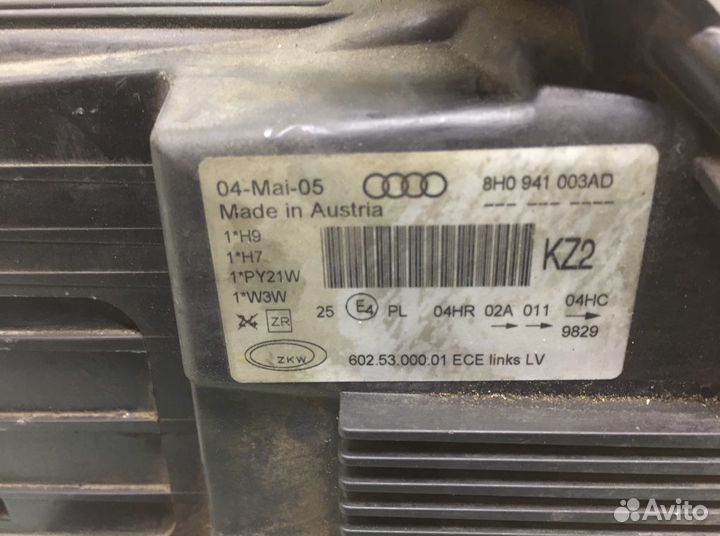 04-Mai-05 8H0 941 003AD
Made in Austria
1*H9
1*H7
1*PY21W
1*W3W
KZ2
ZR 25 E4 PL 04HR 02A 011 04HC
9829
ZKW 602.53.000.01 ECE links LV
Avito